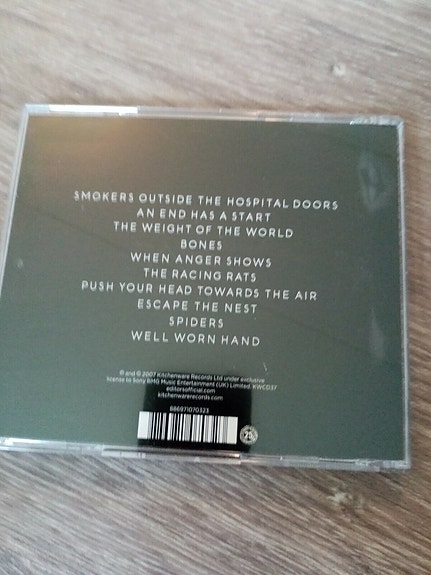 SMOKERS OUTSIDE THE HOSPITAL DOORS
AN END HAS A START
THE WEIGHT OF THE WORLD
BONES
WHEN ANGER SHOWS
THE RACING RATS
PUSH YOUR HEAD TOWARDS THE AIR
ESCAPE THE NEST
SPIDERS
WELL WORN HAND
℗ and © 2007 Kitchenware Records Ltd under exclusive
license to Sony BMG Music Entertainment (UK) Limited. KWCD37
editorsofficial.com
kitchenwarerecords.com
886971070323